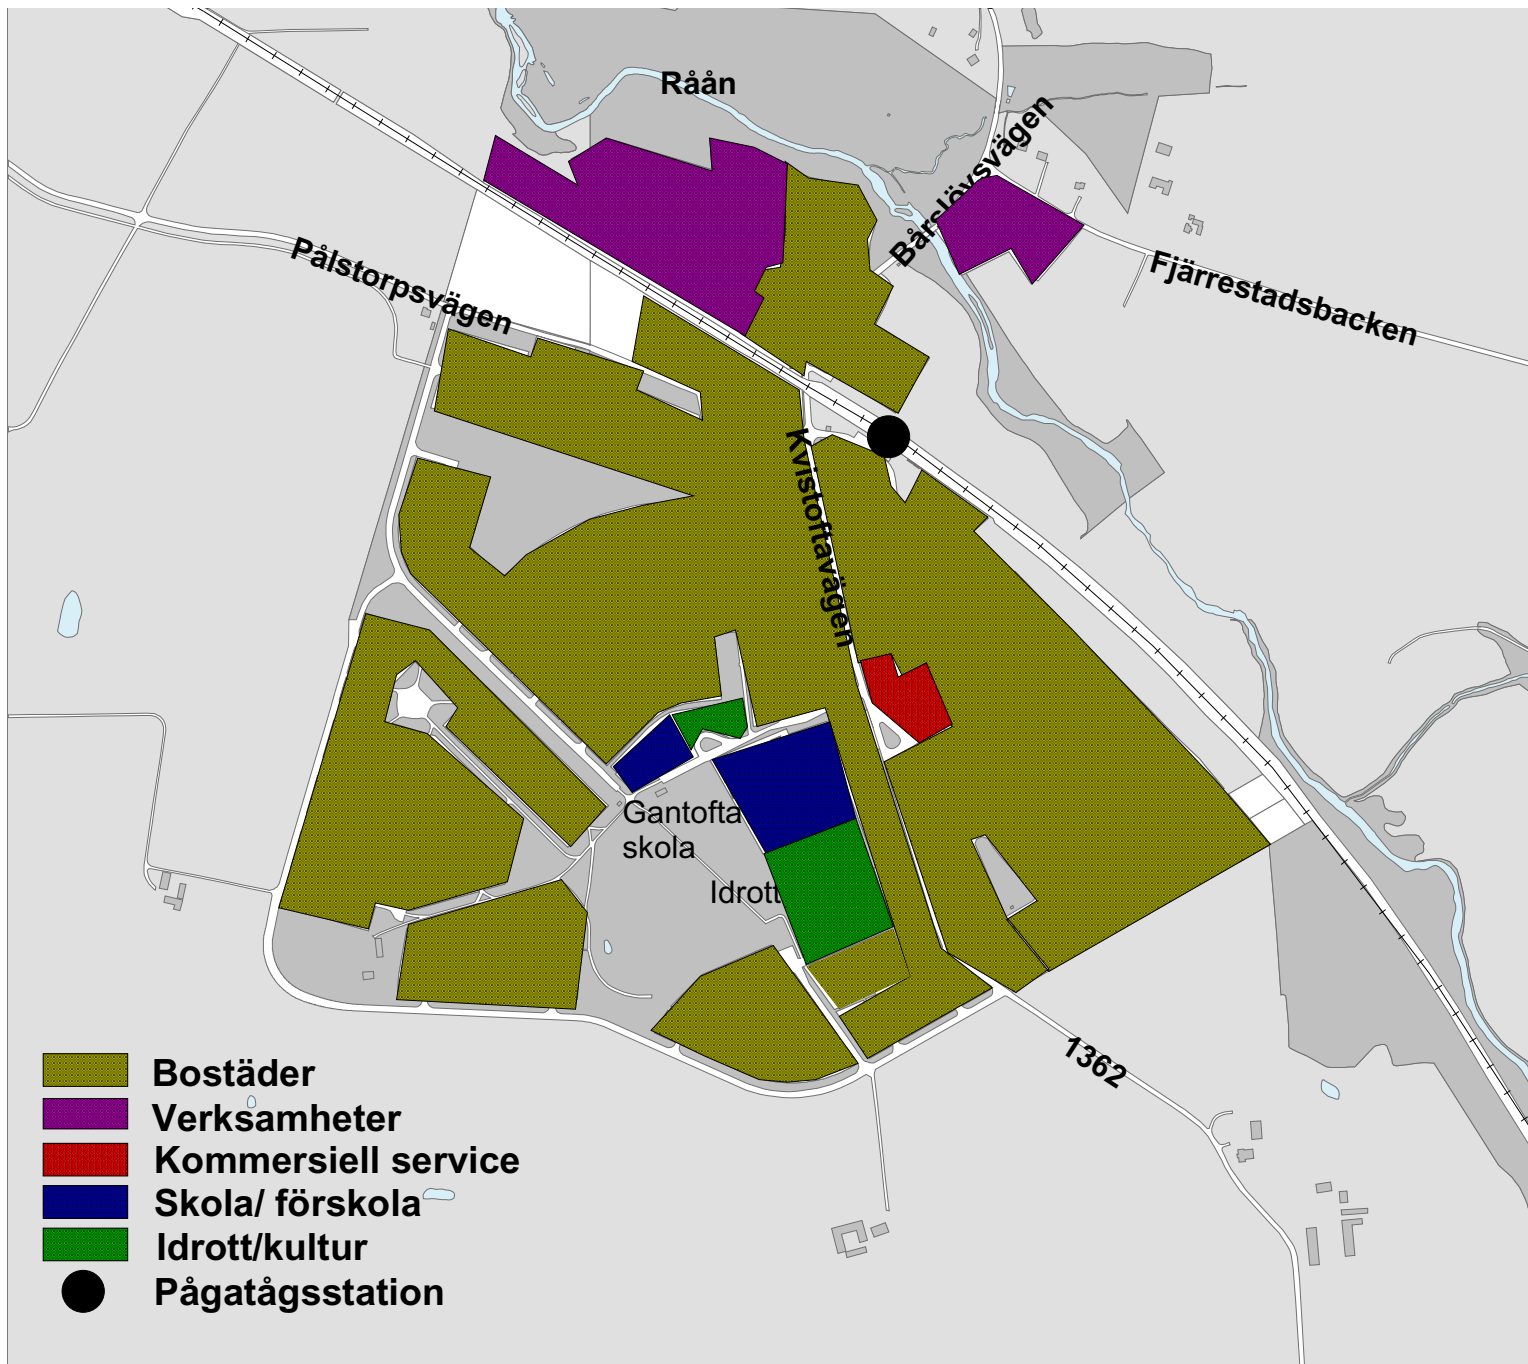 Råån
Bårslövsvägen
Pålstorpsvägen
Fjärrestadsbacken
Kvistoftavägen
Gantofta
skola
Idrott
1362
Bostäder
Verksamheter
Kommersiell service
Skola/ förskola
Idrott/kultur
Pågatågsstation